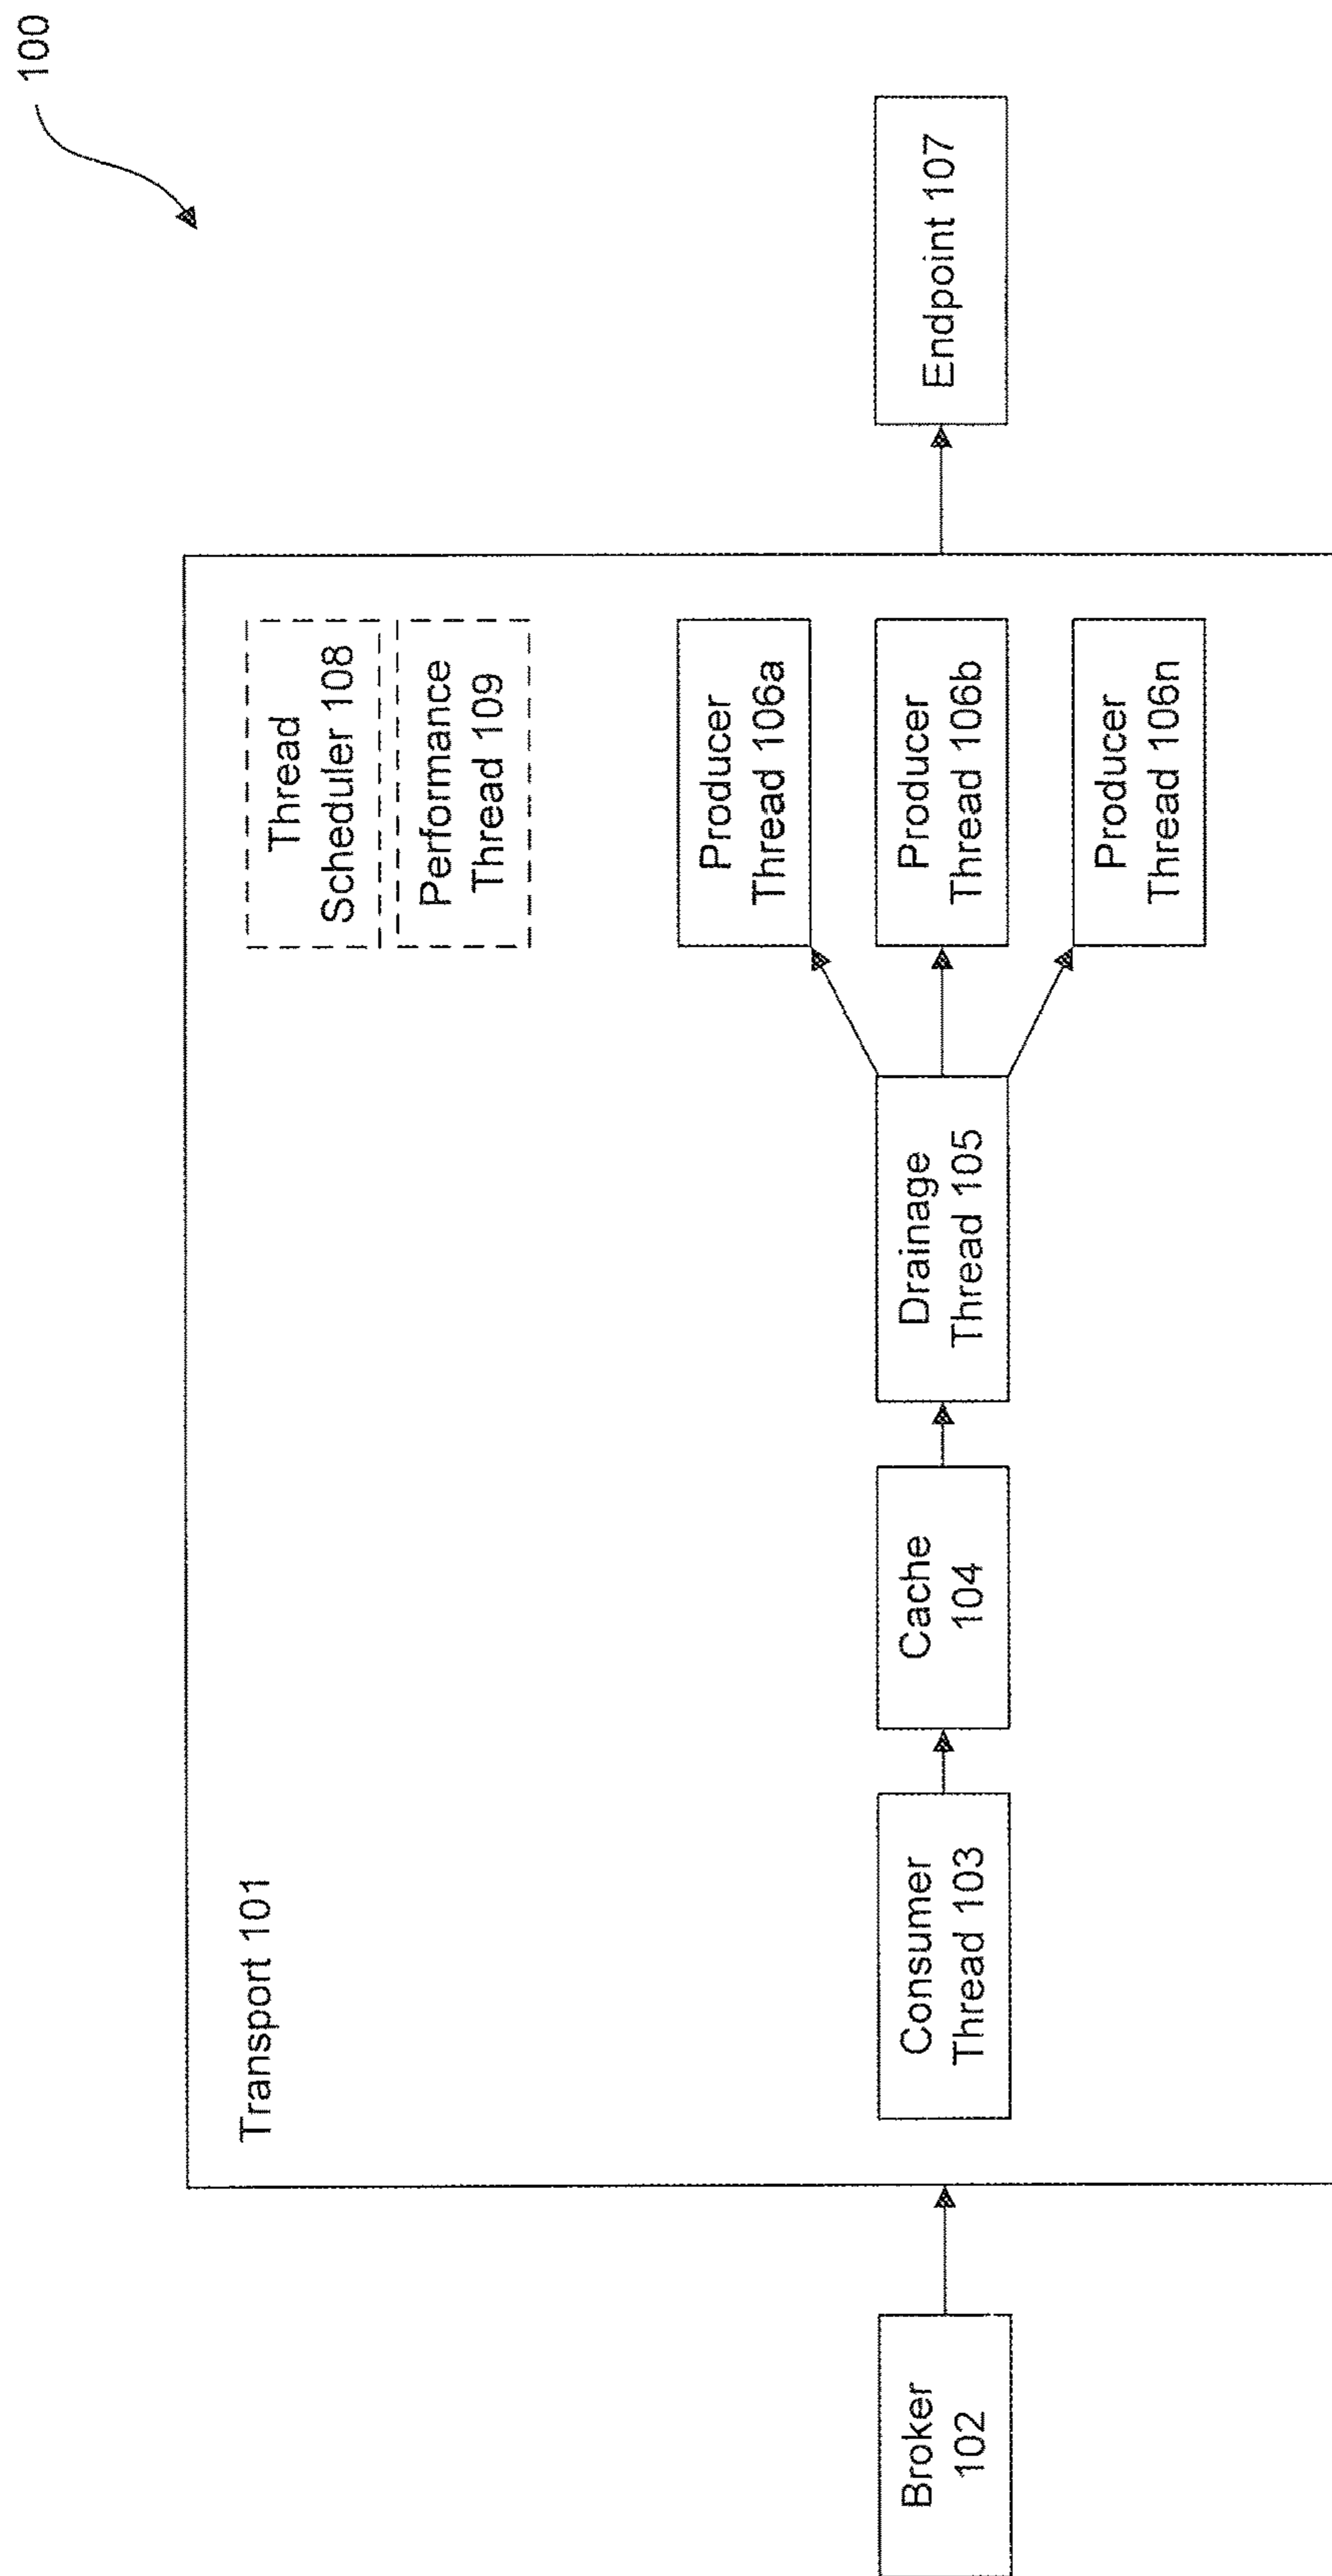 100
Transport 101
Thread
Scheduler 108
Performance
Thread 109
Broker
102
Consumer
Thread 103
Cache
104
Drainage
Thread 105
Producer
Thread 106a
Producer
Thread 106b
Producer
Thread 106n
Endpoint 107